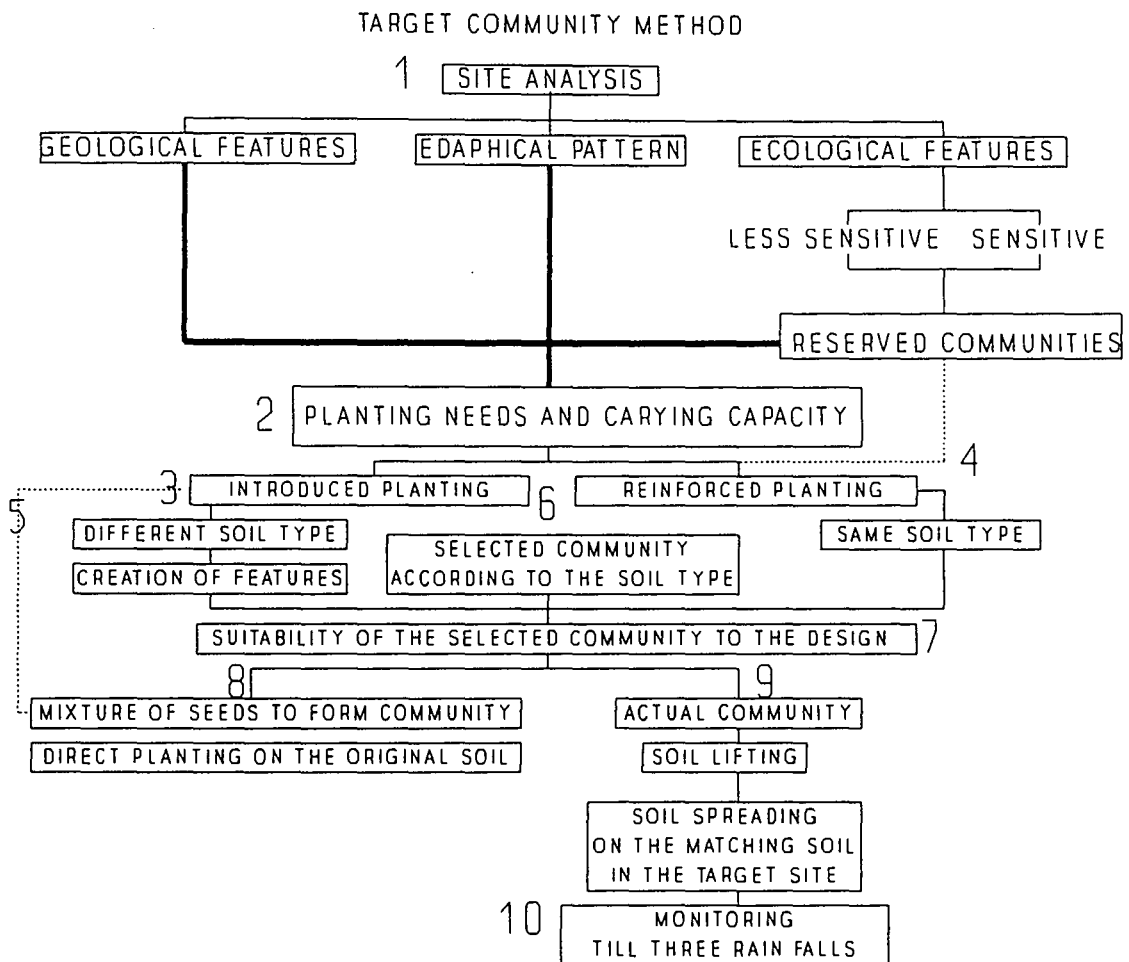 TARGET COMMUNITY METHOD
1
SITE ANALYSIS
GEOLOGICAL FEATURES
EDAPHICAL PATTERN
ECOLOGICAL FEATURES
LESS SENSITIVE SENSITIVE
RESERVED COMMUNITIES
2
PLANTING NEEDS AND CARYING CAPACITY
3
INTRODUCED PLANTING
REINFORCED PLANTING
4
5
6
DIFFERENT SOIL TYPE
SELECTED COMMUNITY
ACCORDING TO THE SOIL TYPE
SAME SOIL TYPE
CREATION OF FEATURES
SUITABILITY OF THE SELECTED COMMUNITY TO THE DESIGN
7
8
9
MIXTURE OF SEEDS TO FORM COMMUNITY
ACTUAL COMMUNITY
DIRECT PLANTING ON THE ORIGINAL SOIL
SOIL LIFTING
SOIL SPREADING
ON THE MATCHING SOIL
IN THE TARGET SITE
10
MONITORING
TILL THREE RAIN FALLS